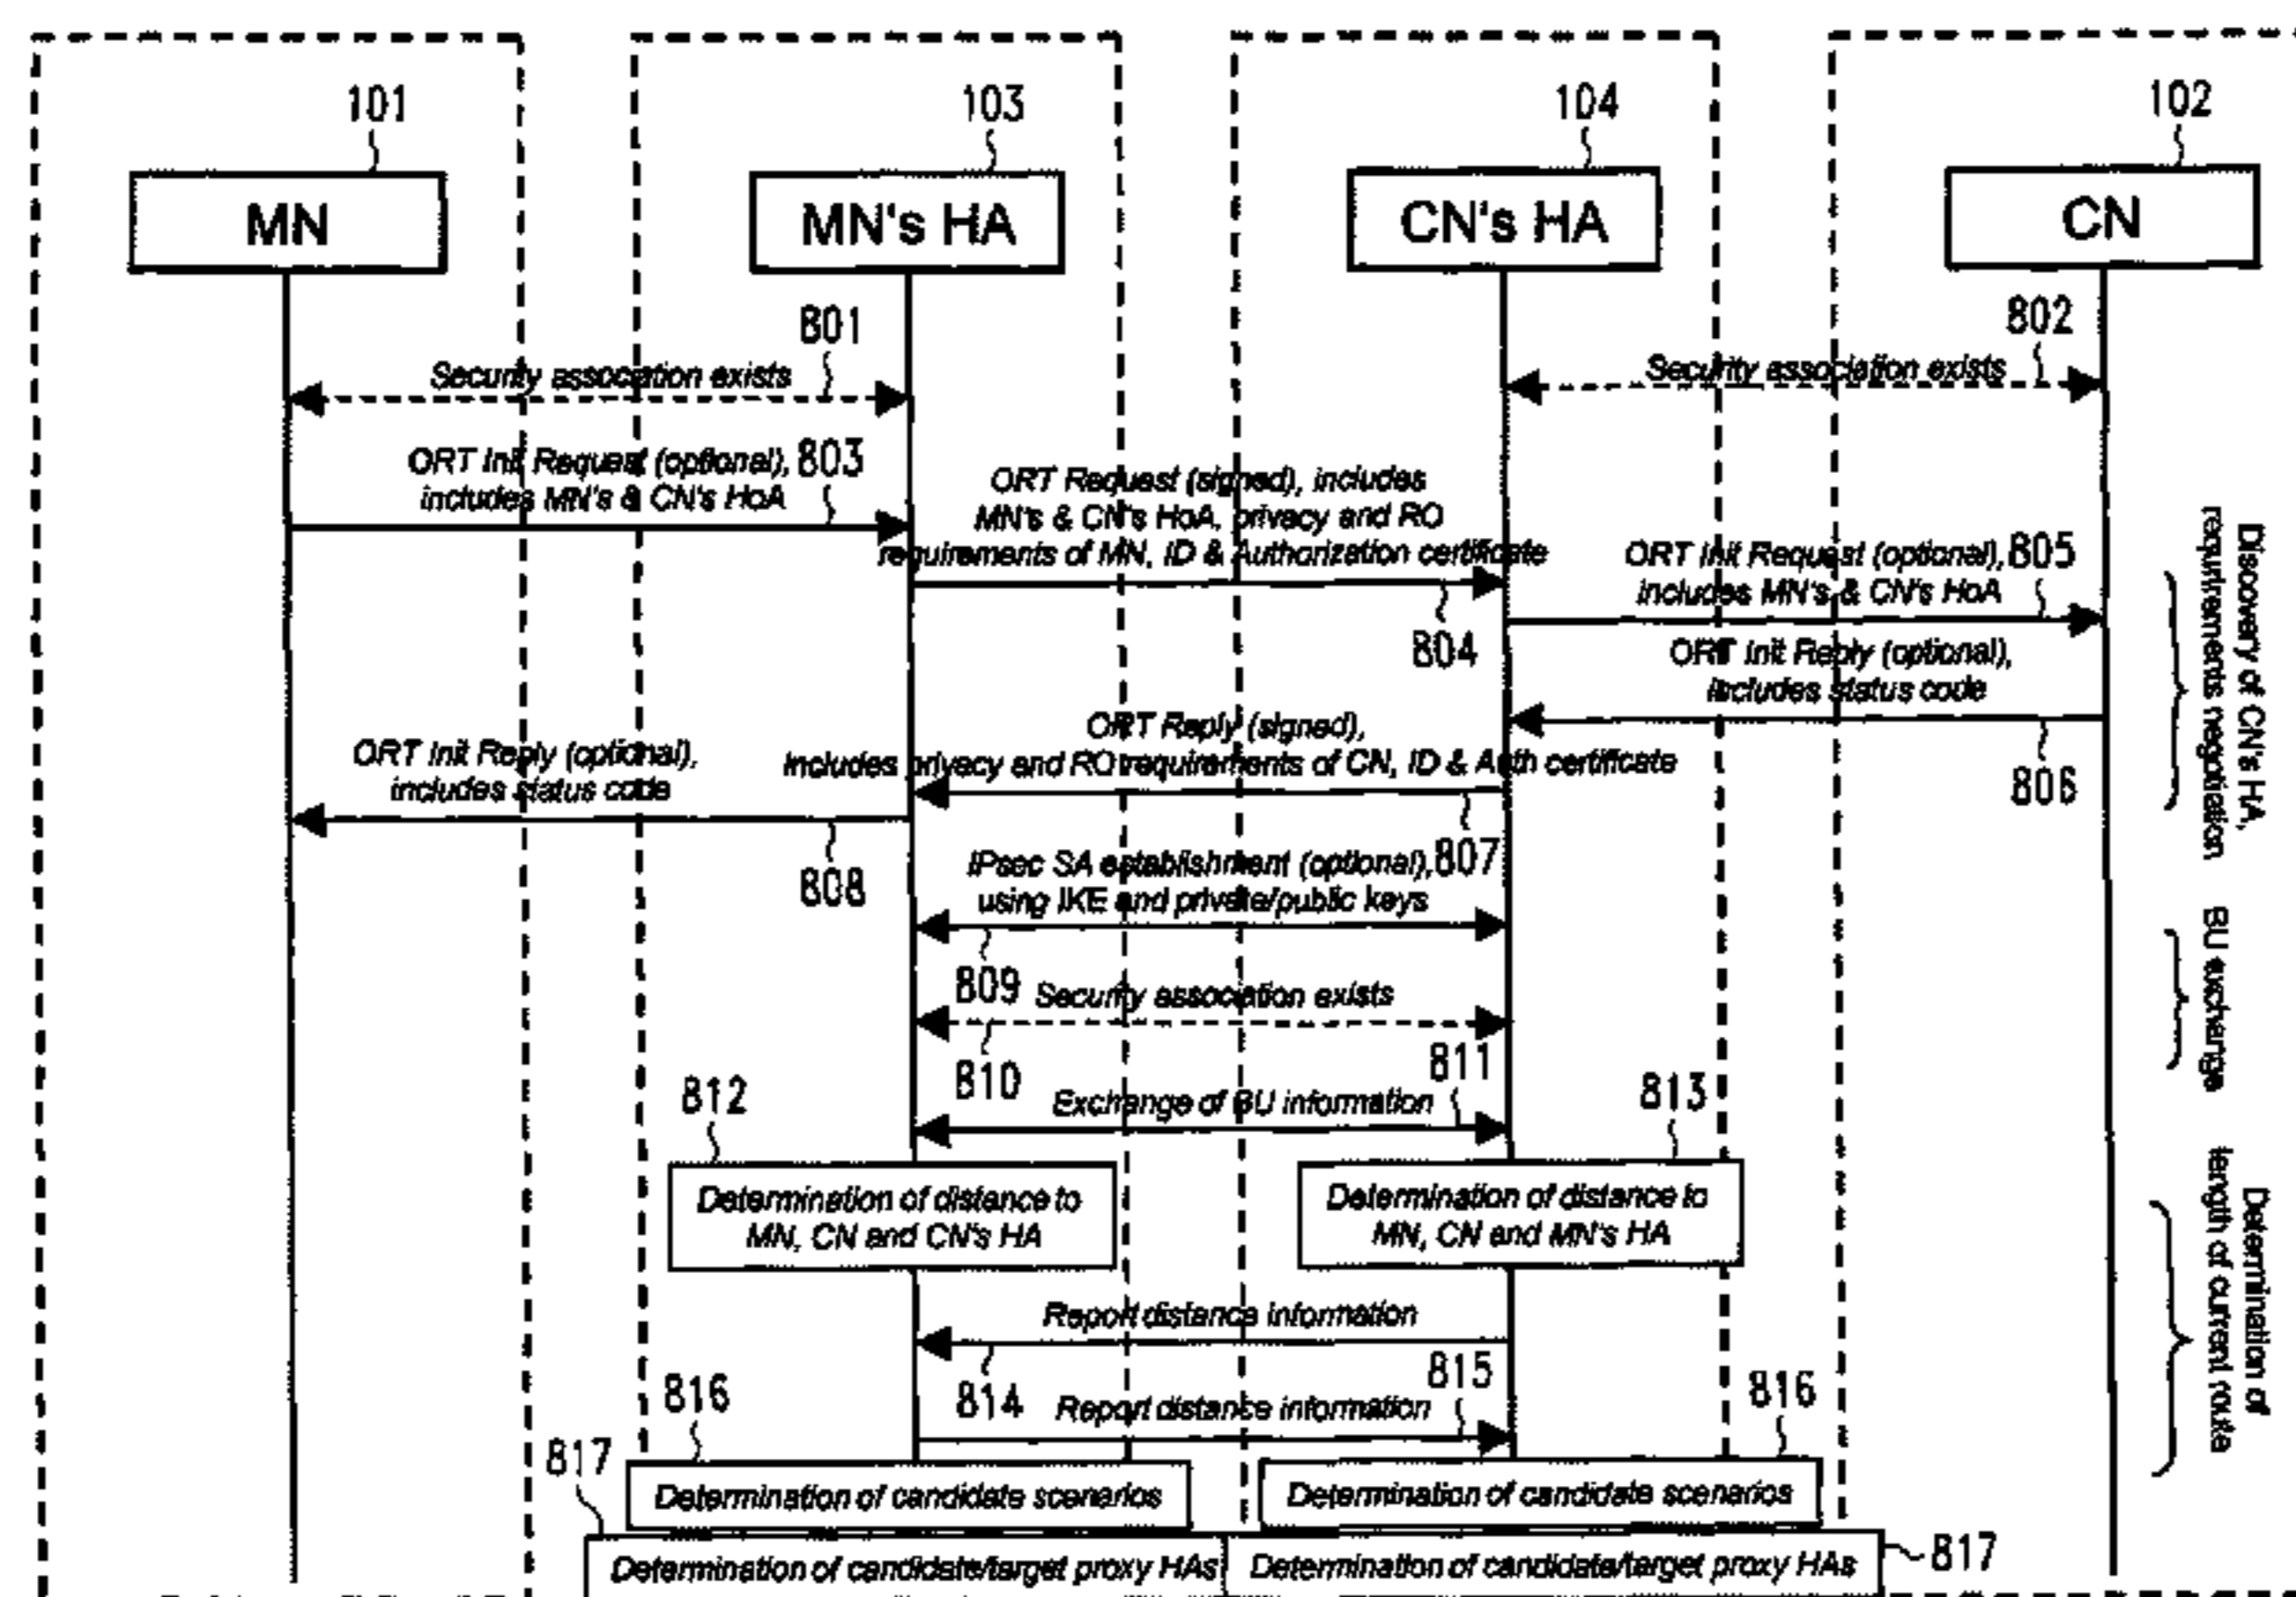 101
103
104
102
MN
MN's HA
CN's HA
CN
801
802
Security association exists
Security association exists
ORT Init Request (optional), 803
includes MN's & CN's HoA
ORT Request (signed), includes
MN's & CN's HoA, privacy and RO
requirements of MN, ID & Authorization certificate
804
ORT Init Request (optional), 805
includes MN's & CN's HoA
ORT Init Reply (optional),
includes status code
806
ORT Reply (signed),
includes privacy and RO requirements of CN, ID & Auth certificate
807
ORT Init Reply (optional),
includes status code
808
IPsec SA establishment (optional),
using IKE and private/public keys
809
Security association exists
810
811
Exchange of BU information
812
813
Determination of distance to
MN, CN and CN's HA
Determination of distance to
MN, CN and MN's HA
Report distance information
814
815
Report distance information
816
816
Determination of candidate scenarios
Determination of candidate scenarios
817
Determination of candidate/target proxy HAs
Determination of candidate/target proxy HAs
817
Discovery of CN's HA,
requirements negotiation
BU exchange
Determination of
length of current route